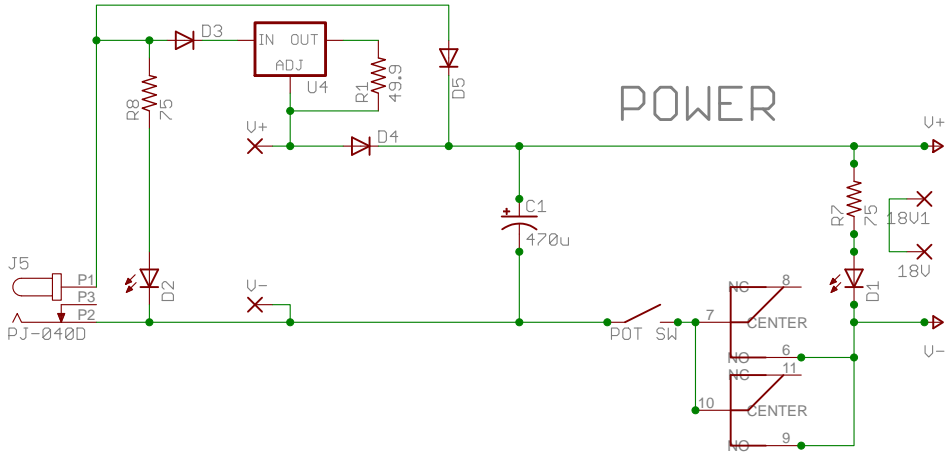 D3
IN OUT
ADJ
U4
R1
49.9
D5
R8
75
V+
D4
POWER
V+
C1
470u
R7
75
18V1
18V
J5
P1
P3
P2
PJ-040D
D2
V-
D1
POT SW
7
NC
8
CENTER
NO
6
V-
NC
11
10
CENTER
NO
9